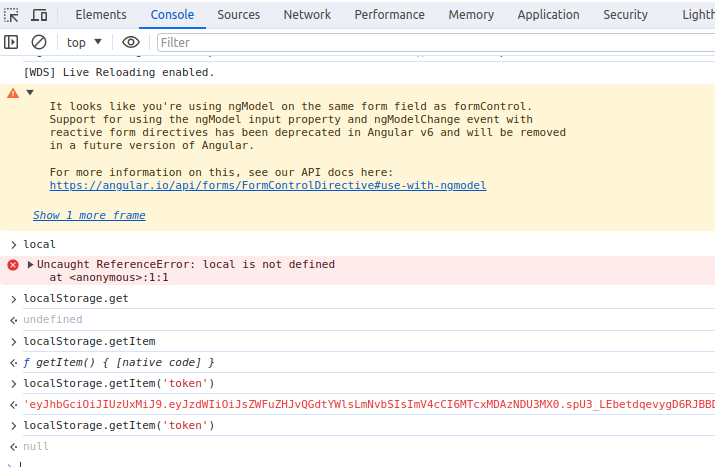 Elements Console Sources Network Performance Memory Application Security
top Filter
[WDS] Live Reloading enabled.
It looks like you're using ngModel on the same form field as formControl.
Support for using the ngModel input property and ngModelChange event with
reactive form directives has been deprecated in Angular v6 and will be removed
in a future version of Angular.
For more information on this, see our API docs here:
https://angular.io/api/forms/FormControlDirective#use-with-ngmodel
Show 1 more frame
local
Uncaught ReferenceError: local is not defined
at <anonymous>:1:1
localStorage.get
undefined
localStorage.getItem
ƒ getItem() { [native code] }
localStorage.getItem('token')
'eyJhbGciOiJIUzUxMiJ9.eyJzdWIiOiJsZWFuZHJvQGdtYWlsLmNvbSIsImV4cCI6MTcxMDAzNDU3MX0.spU3_LEbetdqevygD6RJBB
localStorage.getItem('token')
null